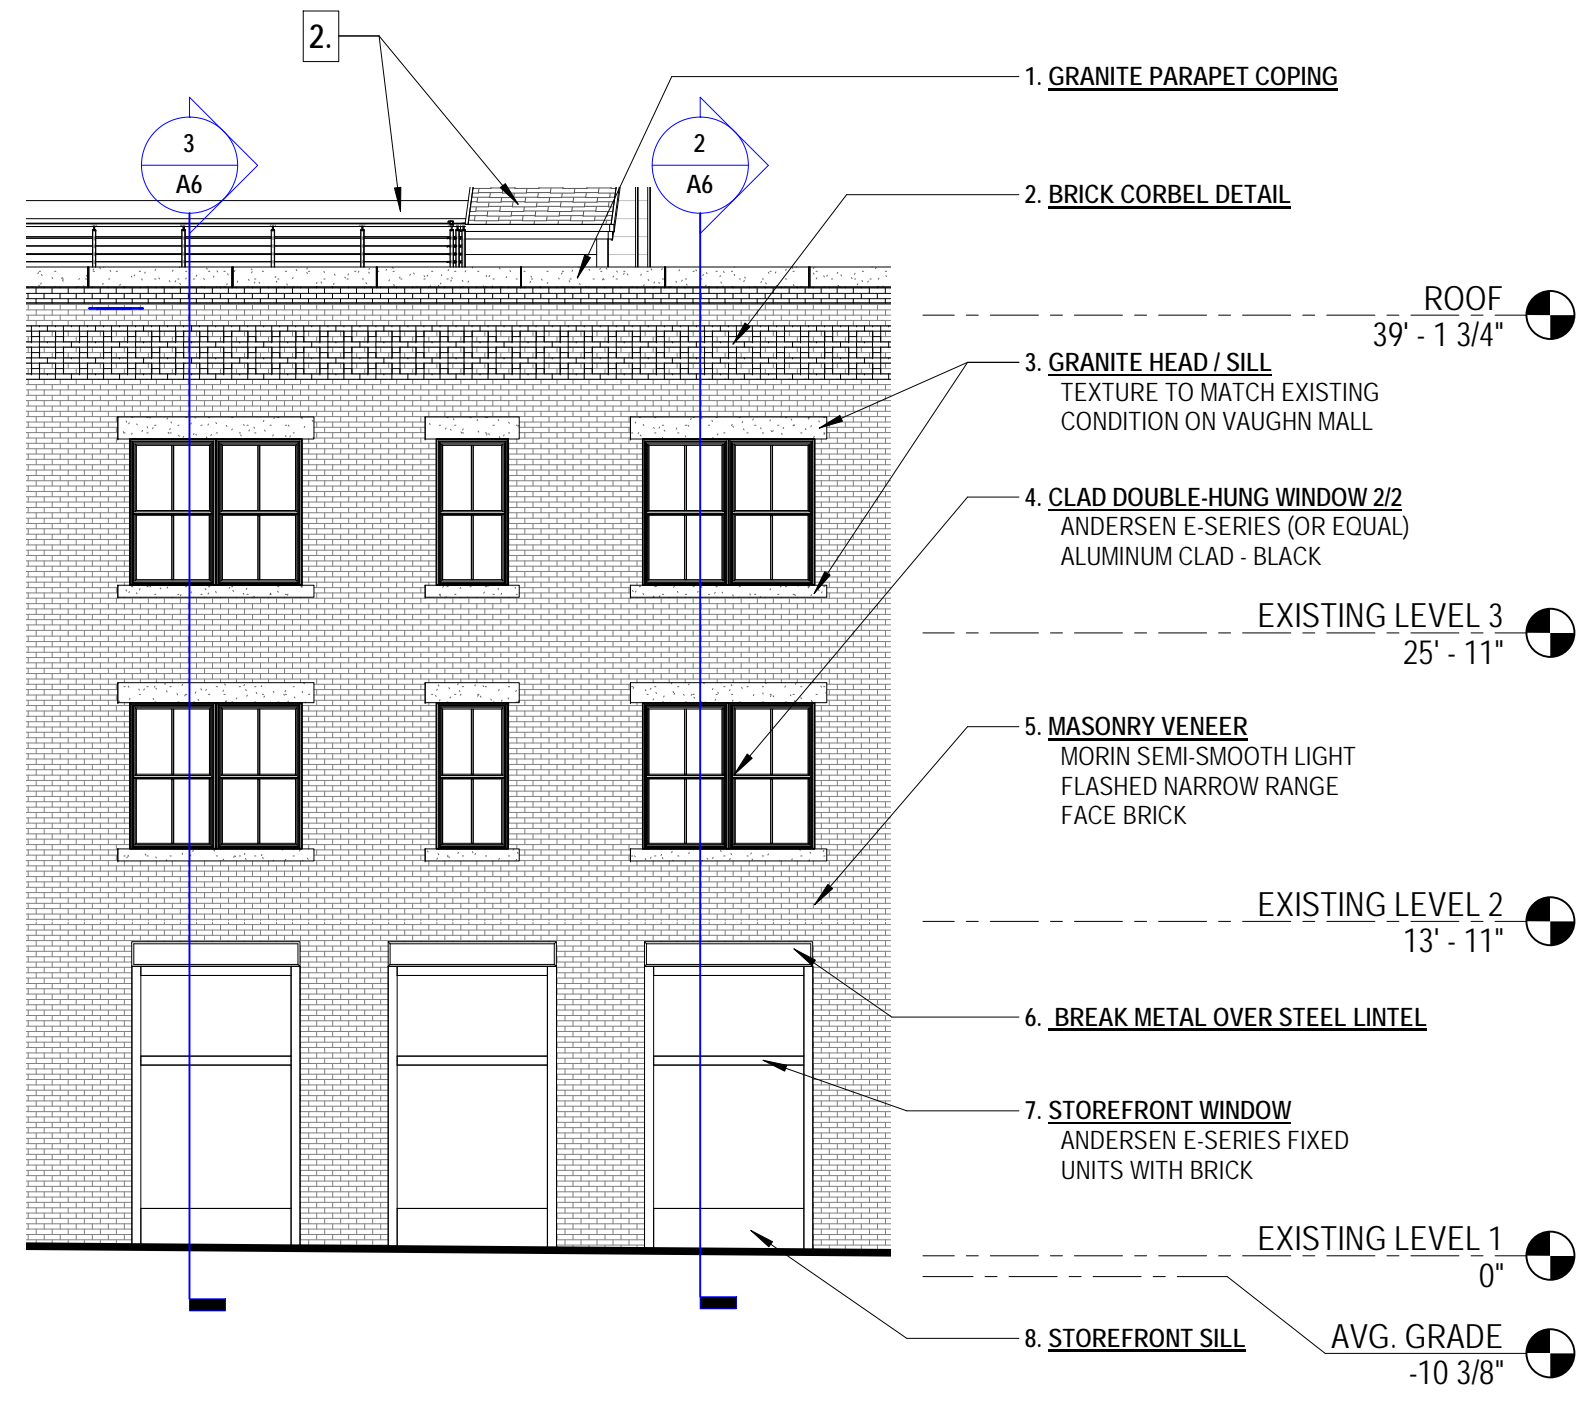 2.
3
A6
2
A6
1. GRANITE PARAPET COPING
2. BRICK CORBEL DETAIL
ROOF
39' - 1 3/4"
3. GRANITE HEAD / SILL
TEXTURE TO MATCH EXISTING
CONDITION ON VAUGHN MALL
4. CLAD DOUBLE-HUNG WINDOW 2/2
ANDERSEN E-SERIES (OR EQUAL)
ALUMINUM CLAD - BLACK
EXISTING LEVEL 3
25' - 11"
5. MASONRY VENEER
MORIN SEMI-SMOOTH LIGHT
FLASHED NARROW RANGE
FACE BRICK
EXISTING LEVEL 2
13' - 11"
6. BREAK METAL OVER STEEL LINTEL
7. STOREFRONT WINDOW
ANDERSEN E-SERIES FIXED
UNITS WITH BRICK
EXISTING LEVEL 1
0"
8. STOREFRONT SILL
AVG. GRADE
-10 3/8"